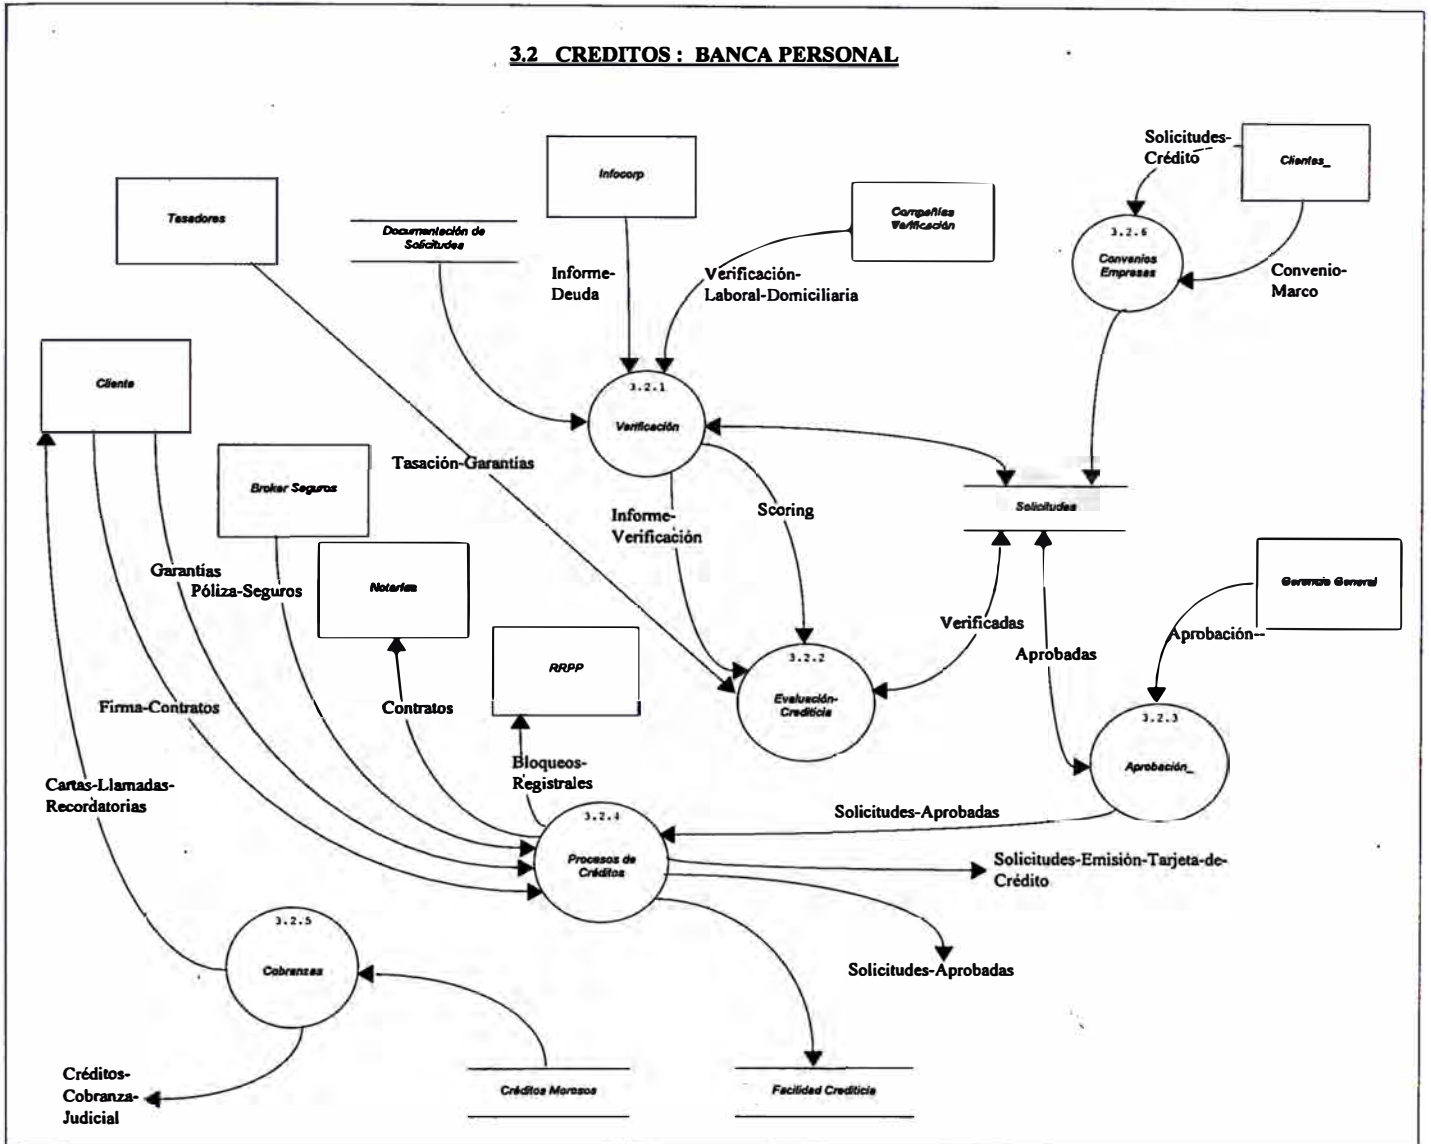 3.2 CREDITOS : BANCA PERSONAL
Solicitudes-
Crédito
Clientes_
Infocorp
Tasadores
Compañías
Verificación
Documentación de
Solicitudes
3.2.6
Convenios
Empresas
Informe-
Deuda
Verificación-
Laboral-Domiciliaria
Convenio-
Marco
Cliente
3.2.1
Verificación
Tasación-Garantías
Broker Seguros
Informe-
Verificación
Scoring
Solicitudes
Garantías
Póliza-Seguros
Notarías
Gerencia General
Verificadas
Aprobación--
Aprobadas
RRPP
3.2.2
Evaluación-
Crediticia
Firma-Contratos
Contratos
3.2.3
Aprobación_
Bloqueos-
Registrales
Cartas-Llamadas-
Recordatorias
Solicitudes-Aprobadas
3.2.4
Procesos de
Créditos
Solicitudes-Emisión-Tarjeta-de-
Crédito
3.2.5
Cobranzas
Solicitudes-Aprobadas
Créditos-
Cobranza-
Judicial
Créditos Morosos
Facilidad Crediticia